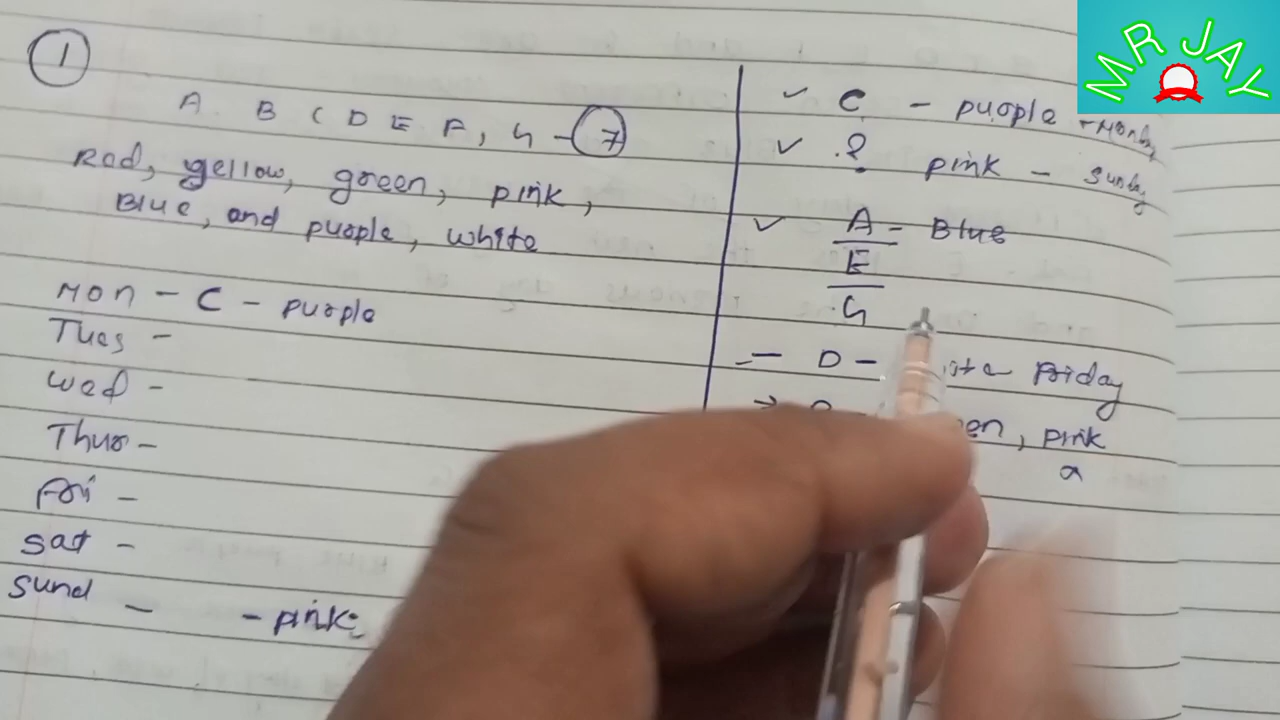 1
A. B C D E F, G - 7
Red, yellow, green, pink,
Blue, and purple, white
Mon - C - purple
Tues -
Wed -
Thur -
Fri -
Sat -
Sund - - pink
✓ C - purple + Monday
✓ ? pink - Sunday
✓ A - Blue
E
G
- D - Friday
→ pink
MR JAY